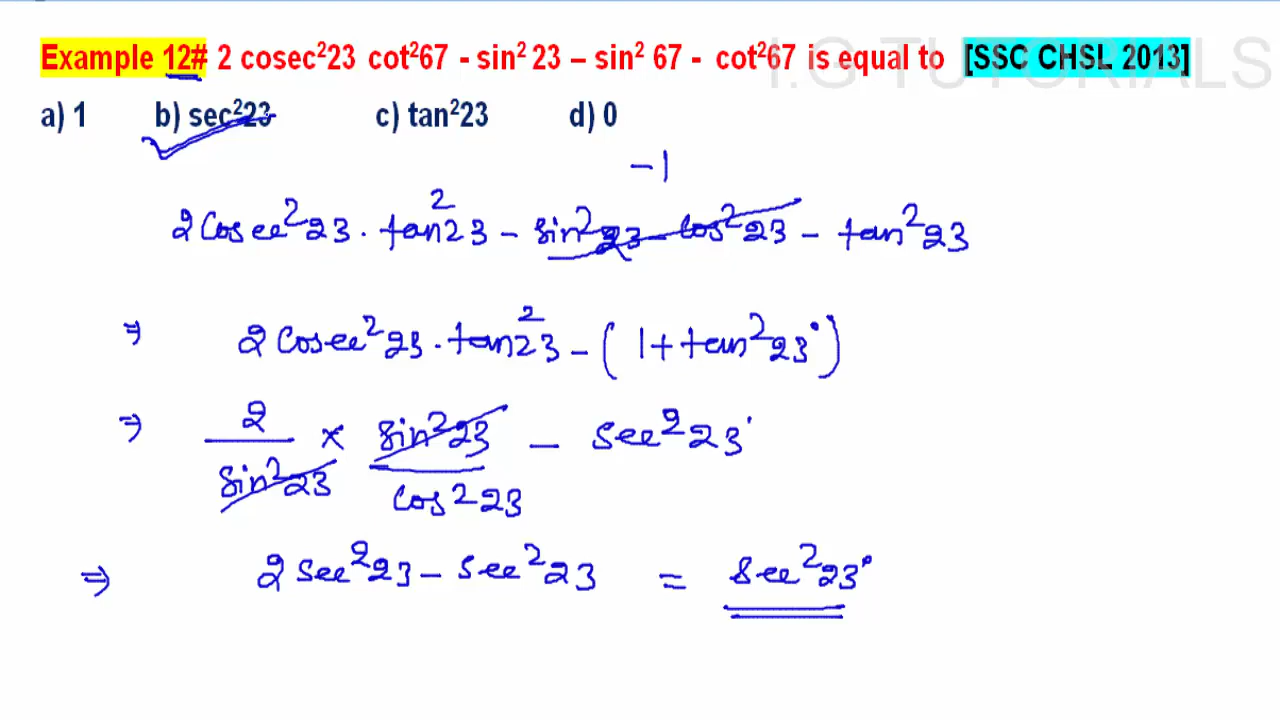 Example 12# 2 cosec²23 cot²67 - sin² 23 – sin² 67 - cot²67 is equal to [SSC CHSL 2013]
I.G TUTORIALS
a) 1 b) sec²23 c) tan²23 d) 0
-1
2 cosec²23 . tan²23 - sin²23 - cos²23 - tan²23
⇒ 2 cosec²23 . tan²23 - ( 1 + tan²23° )
⇒ 2/sin²23 × sin²23/cos²23 - sec²23°
⇒ 2 sec²23 - sec²23 = sec²23°